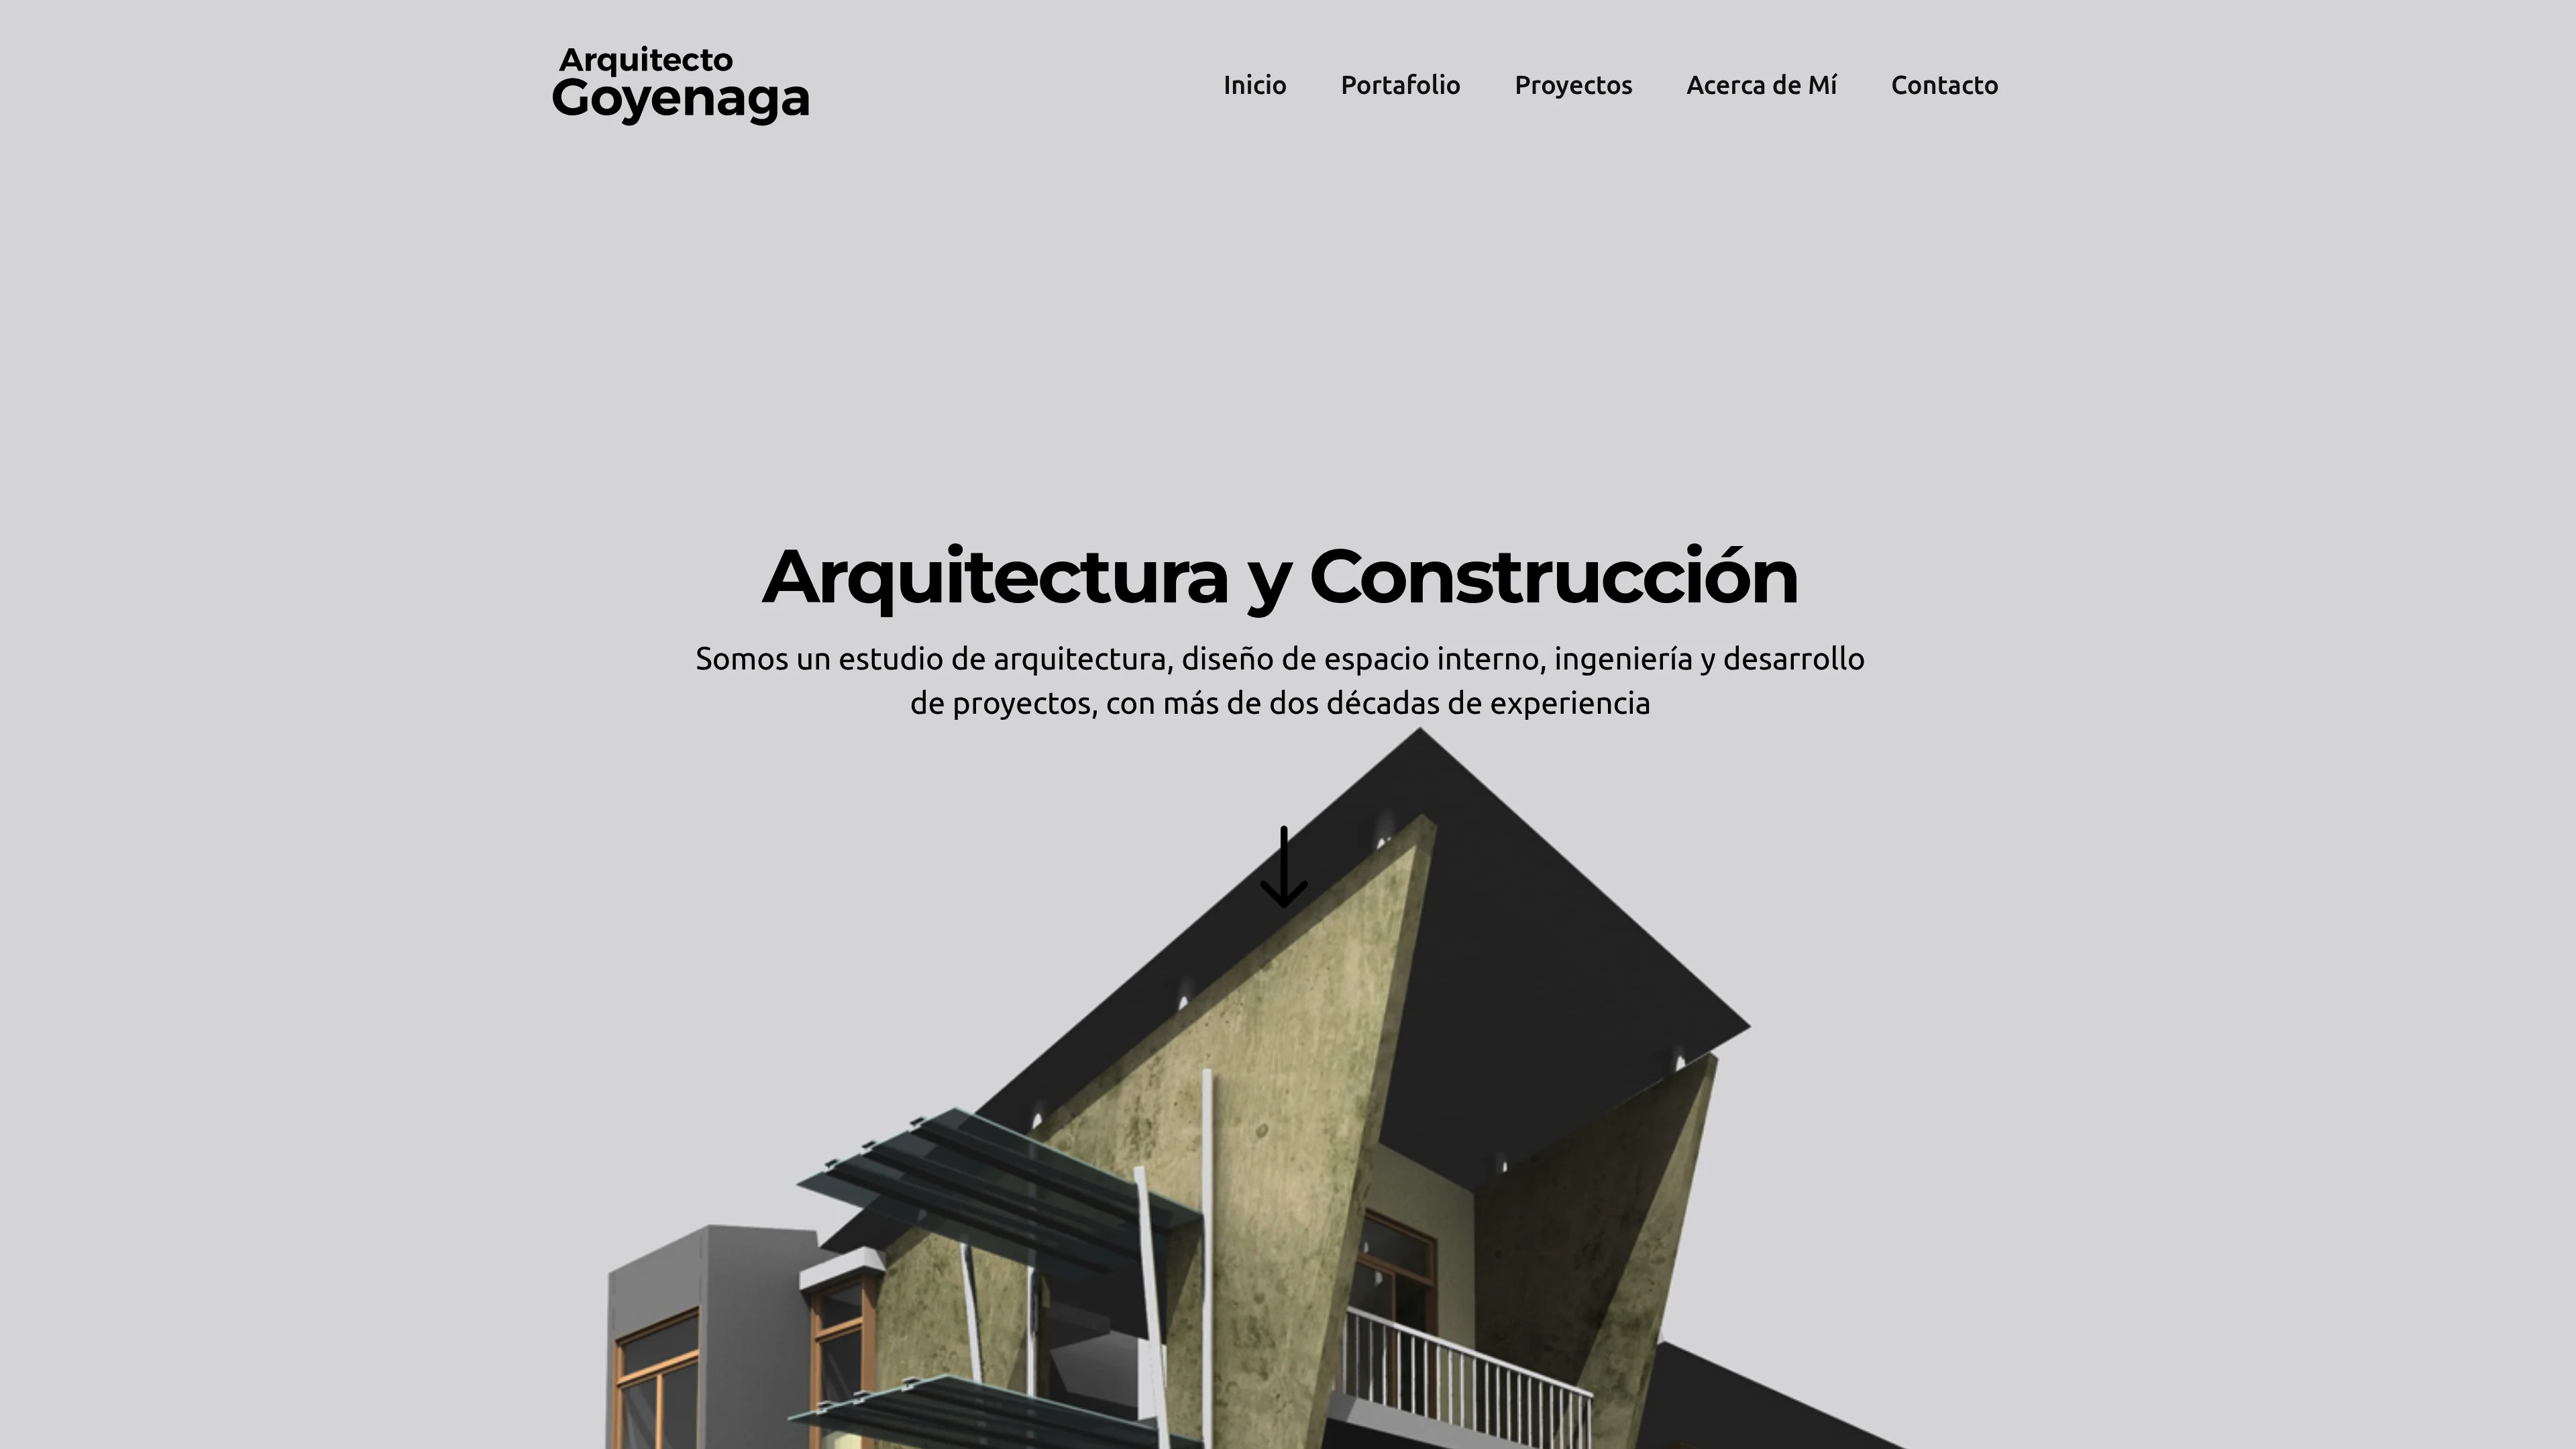 Arquitecto
Goyenaga
Inicio Portafolio Proyectos Acerca de Mí Contacto
Arquitectura y Construcción
Somos un estudio de arquitectura, diseño de espacio interno, ingeniería y desarrollo
de proyectos, con más de dos décadas de experiencia